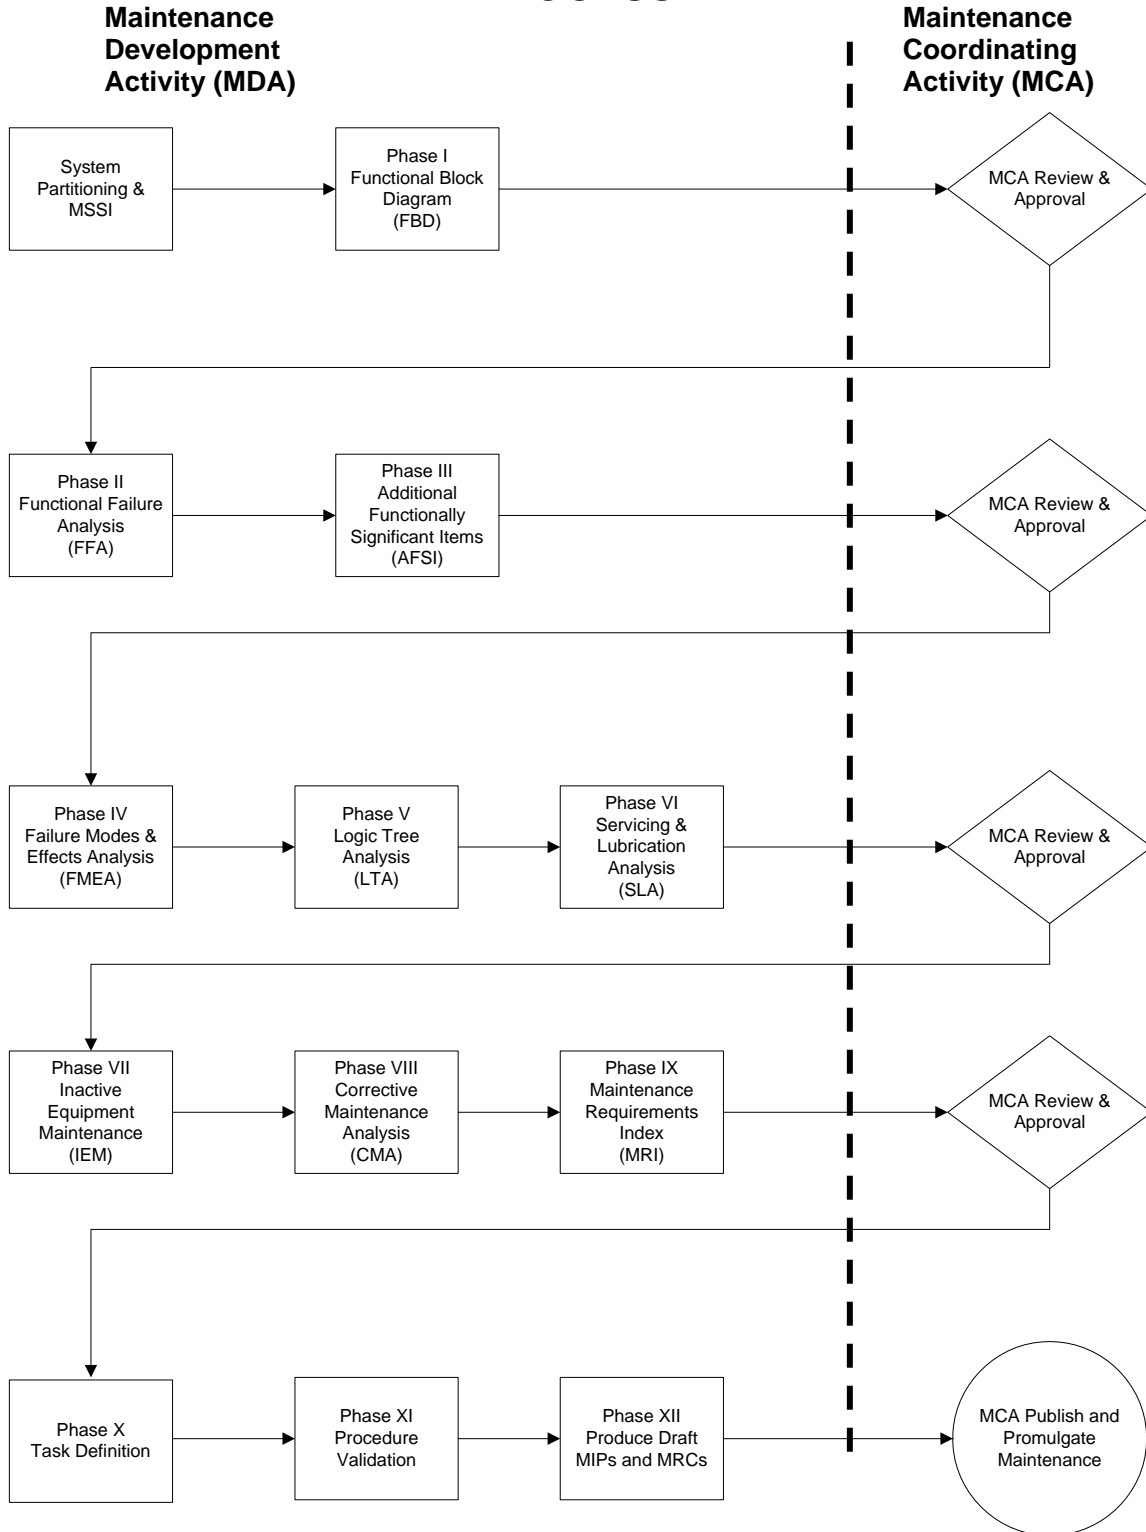 Maintenance
Development
Activity (MDA)
Maintenance
Coordinating
Activity (MCA)
System
Partitioning &
MSSI
Phase I
Functional Block
Diagram
(FBD)
MCA Review &
Approval
Phase II
Functional Failure
Analysis
(FFA)
Phase III
Additional
Functionally
Significant Items
(AFSI)
MCA Review &
Approval
Phase IV
Failure Modes &
Effects Analysis
(FMEA)
Phase V
Logic Tree
Analysis
(LTA)
Phase VI
Servicing &
Lubrication
Analysis
(SLA)
MCA Review &
Approval
Phase VII
Inactive
Equipment
Maintenance
(IEM)
Phase VIII
Corrective
Maintenance
Analysis
(CMA)
Phase IX
Maintenance
Requirements
Index
(MRI)
MCA Review &
Approval
Phase X
Task Definition
Phase XI
Procedure
Validation
Phase XII
Produce Draft
MIPs and MRCs
MCA Publish and
Promulgate
Maintenance